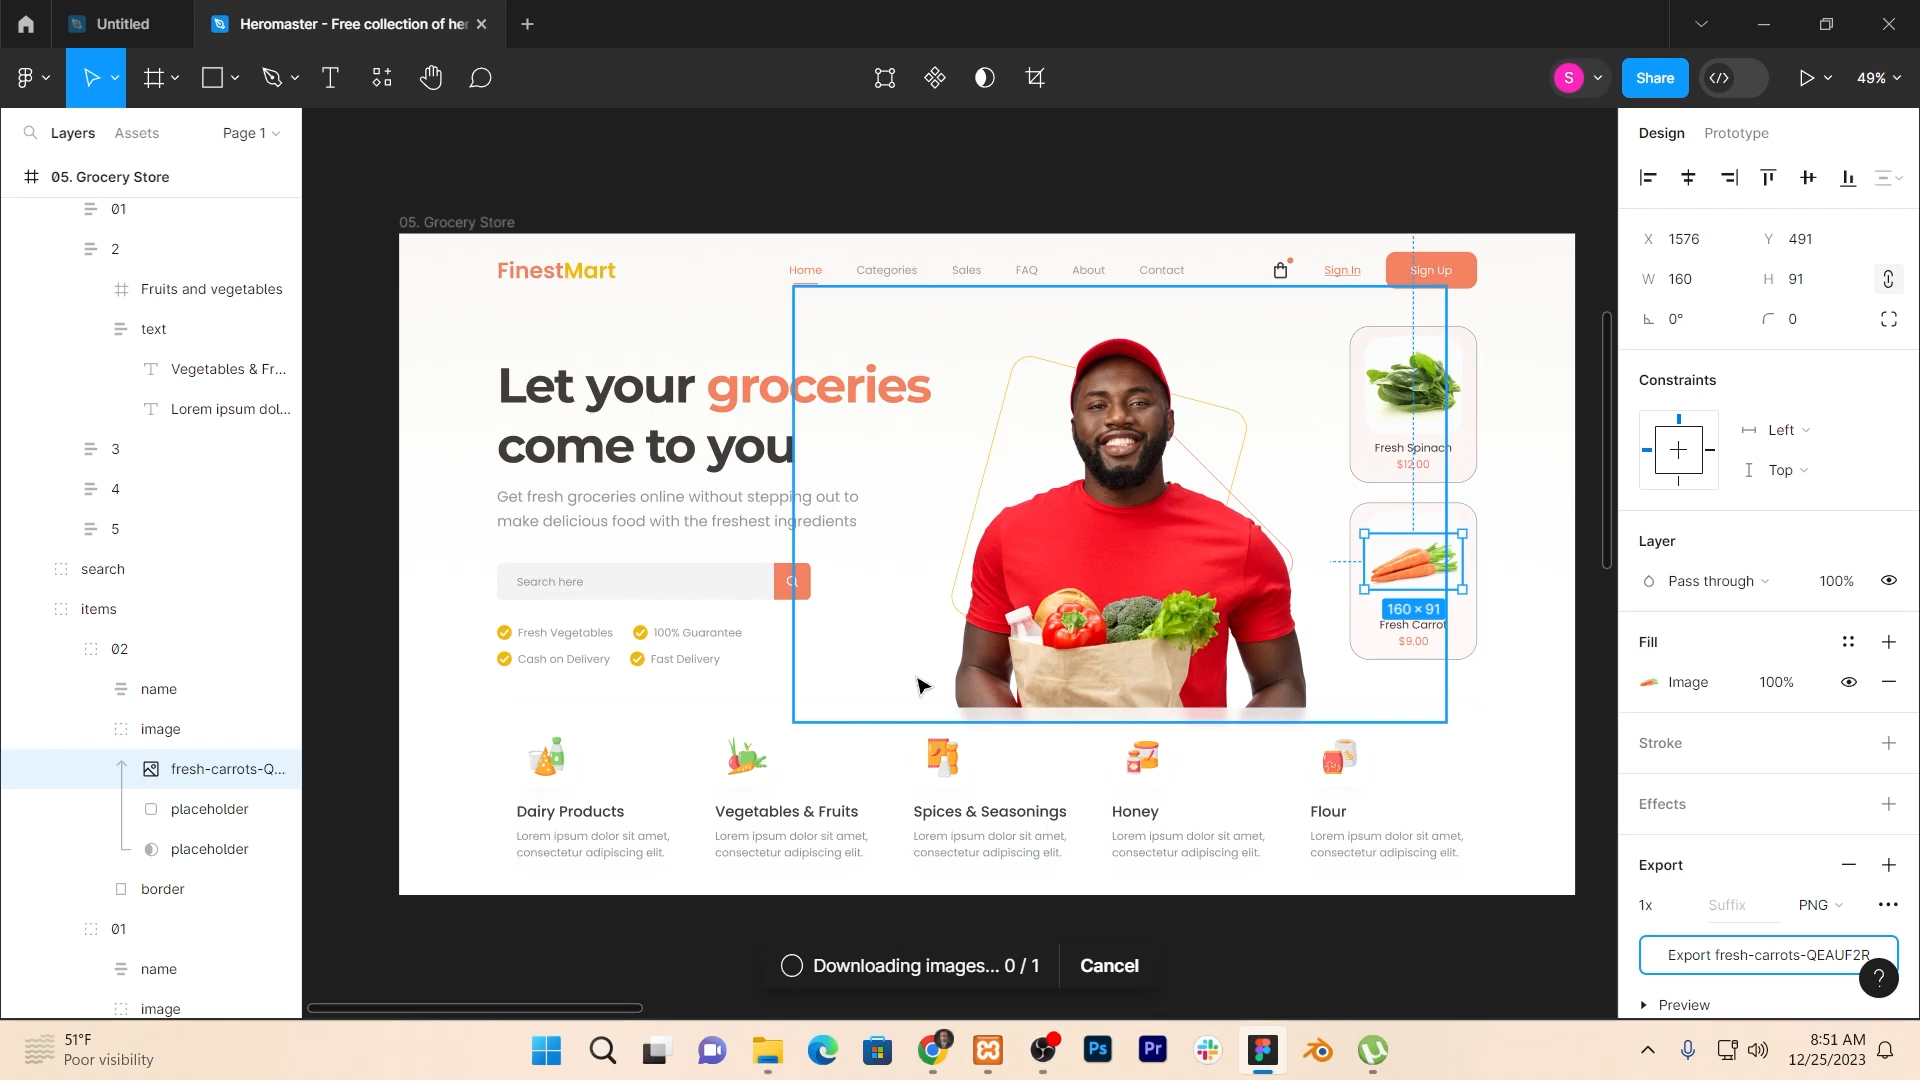 Untitled
Heromaster - Free collection of her
S
Share
49%
Layers
Assets
Page 1
Design
Prototype
05. Grocery Store
01
2
Fruits and vegetables
text
Vegetables & Fr...
Lorem ipsum dol...
3
4
5
search
items
02
name
image
fresh-carrots-Q...
placeholder
placeholder
border
01
name
image
05. Grocery Store
FinestMart
Home
Categories
Sales
FAQ
About
Contact
Sign In
Sign Up
Let your groceries
come to you
Get fresh groceries online without stepping out to
make delicious food with the freshest ingredients
Search here
Fresh Vegetables
100% Guarantee
Cash on Delivery
Fast Delivery
Fresh Spinach
$12.00
160 × 91
Fresh Carrot
$9.00
Dairy Products
Lorem ipsum dolor sit amet,
consectetur adipiscing elit.
Vegetables & Fruits
Lorem ipsum dolor sit amet,
consectetur adipiscing elit.
Spices & Seasonings
Lorem ipsum dolor sit amet,
consectetur adipiscing elit.
Honey
Lorem ipsum dolor sit amet,
consectetur adipiscing elit.
Flour
Lorem ipsum dolor sit amet,
consectetur adipiscing elit.
Downloading images... 0 / 1
Cancel
X 1576
Y 491
W 160
H 91
0°
0
Constraints
Left
Top
Layer
Pass through
100%
Fill
Image
100%
Stroke
Effects
Export
1x
Suffix
PNG
Export fresh-carrots-QEAUF2R
?
Preview
51°F
Poor visibility
Ps
Pr
8:51 AM
12/25/2023